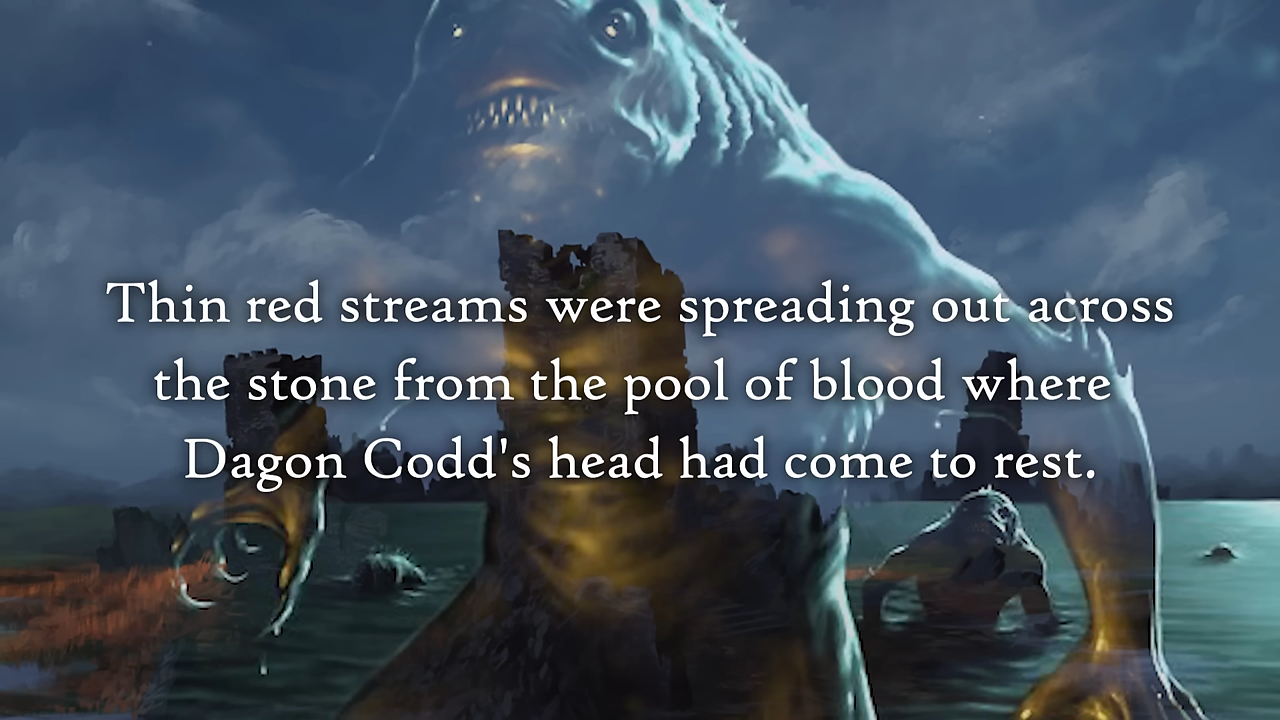 Thin red streams were spreading out across
the stone from the pool of blood where
Dagon Codd's head had come to rest.